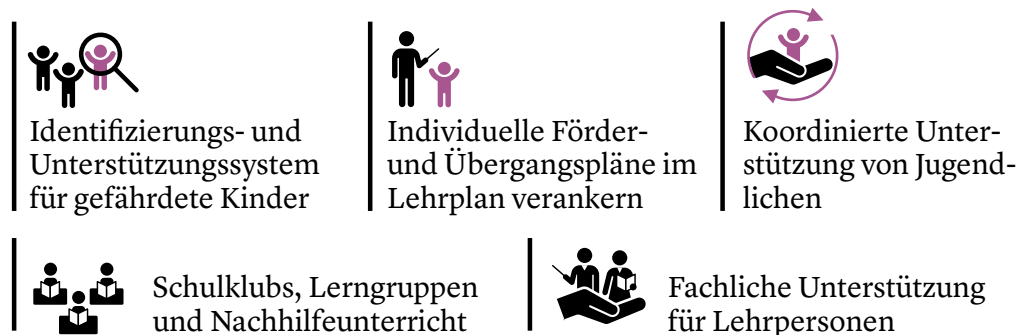 Identifizierungs- und
Unterstützungssystem
für gefährdete Kinder
Individuelle Förder-
und Übergangspläne im
Lehrplan verankern
Koordinierte Unter-
stützung von Jugend-
lichen
Schulklubs, Lerngruppen
und Nachhilfeunterricht
Fachliche Unterstützung
für Lehrpersonen